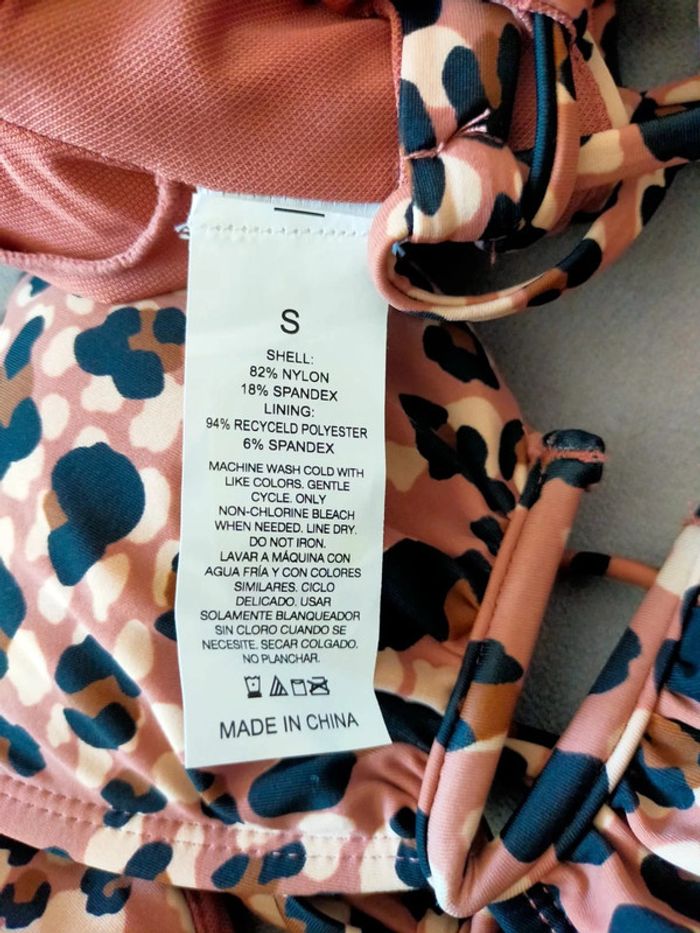 S
SHELL:
82% NYLON
18% SPANDEX
LINING:
94% RECYCELD POLYESTER
6% SPANDEX
MACHINE WASH COLD WITH
LIKE COLORS. GENTLE
CYCLE. ONLY
NON-CHLORINE BLEACH
WHEN NEEDED. LINE DRY.
DO NOT IRON.
LAVAR A MÁQUINA CON
AGUA FRÍA Y CON COLORES
SIMILARES. CICLO
DELICADO. USAR
SOLAMENTE BLANQUEADOR
SIN CLORO CUANDO SE
NECESITE. SECAR COLGADO.
NO PLANCHAR.
MADE IN CHINA